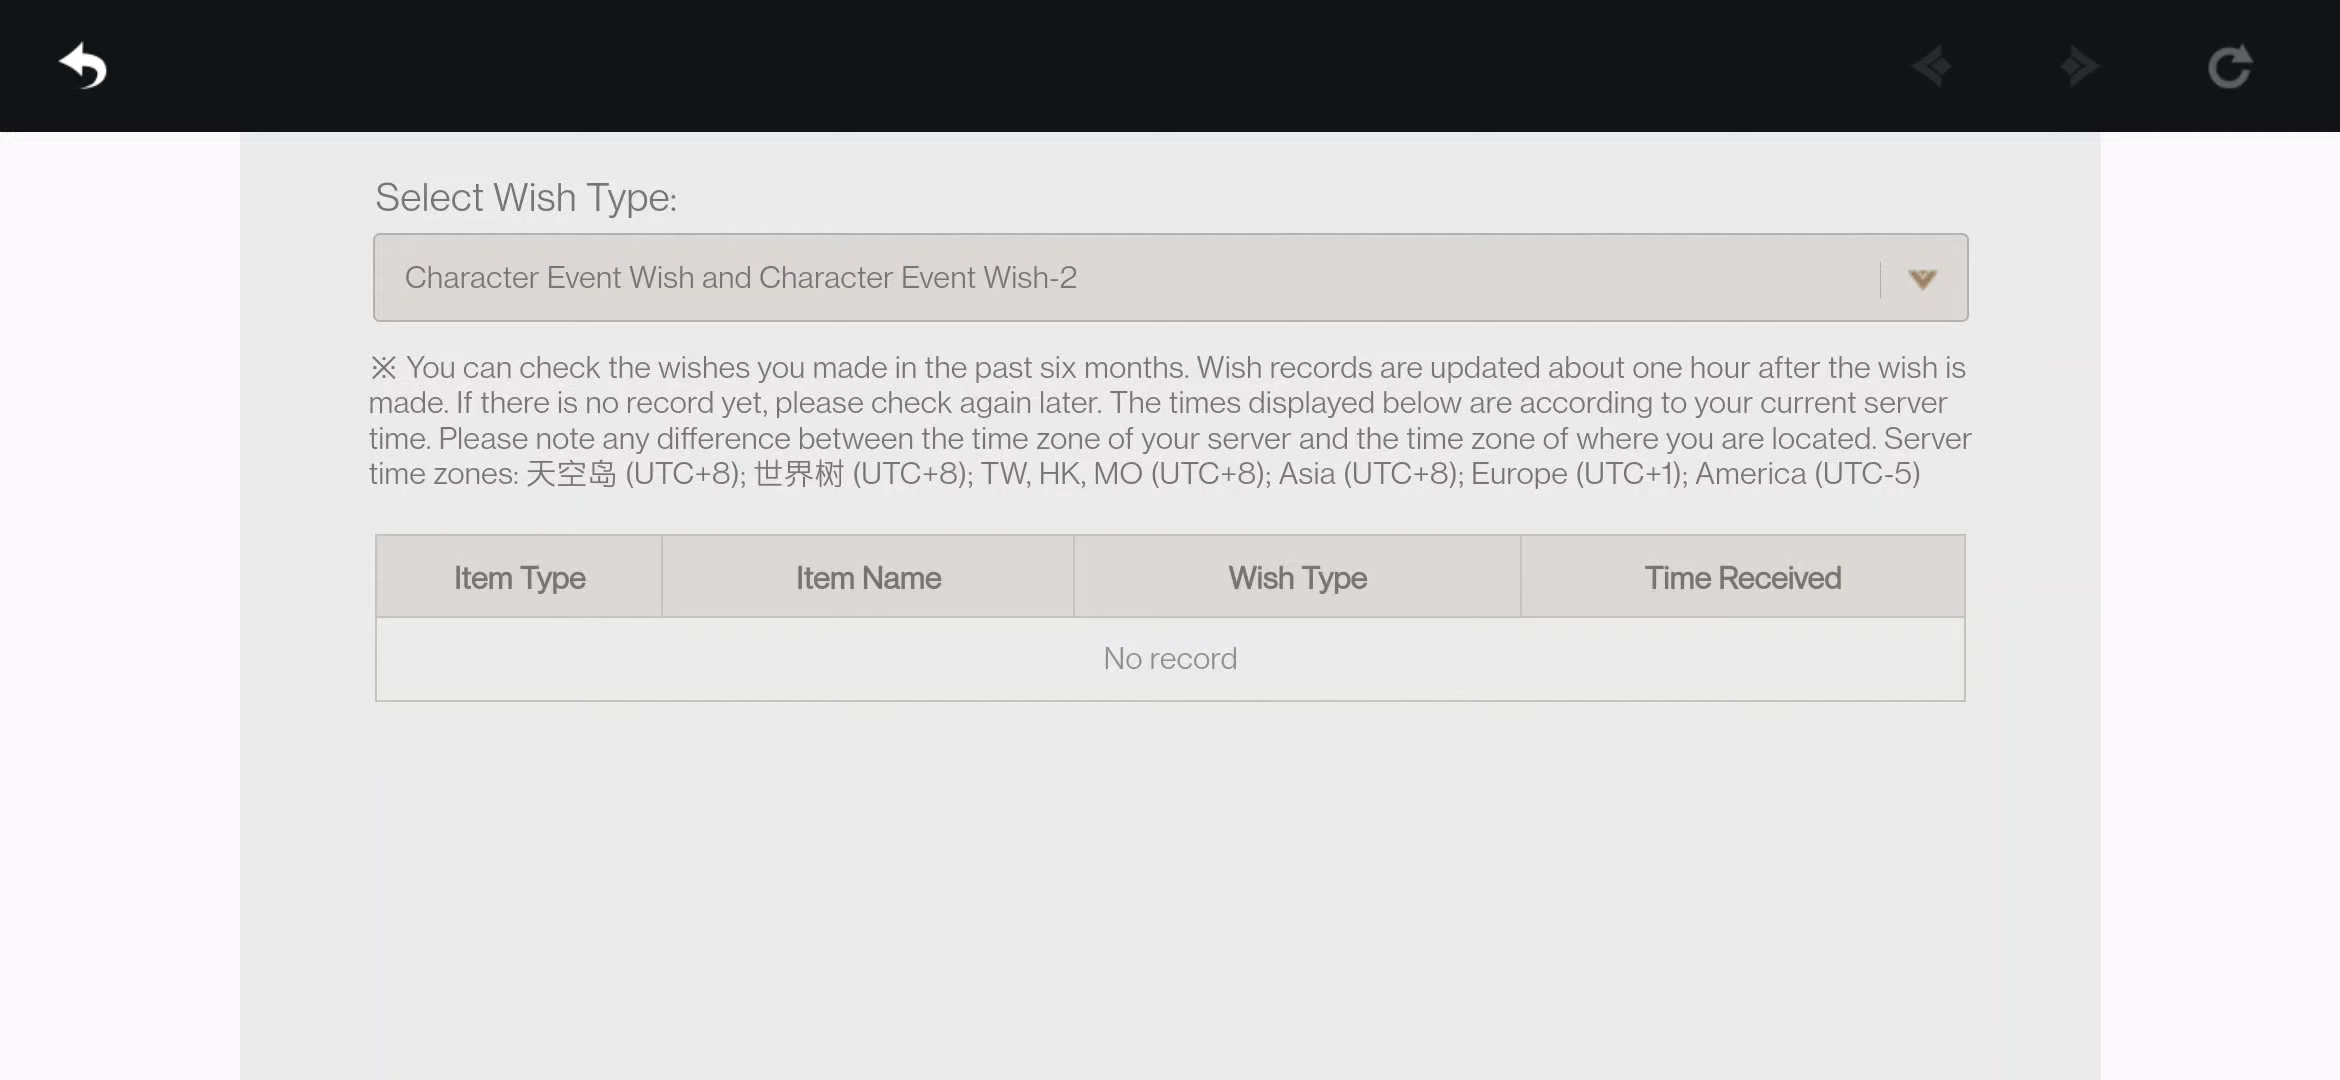 Select Wish Type:
Character Event Wish and Character Event Wish-2
※ You can check the wishes you made in the past six months. Wish records are updated about one hour after the wish is
made. If there is no record yet, please check again later. The times displayed below are according to your current server
time. Please note any difference between the time zone of your server and the time zone of where you are located. Server
time zones: 天空岛 (UTC+8); 世界树 (UTC+8); TW, HK, MO (UTC+8); Asia (UTC+8); Europe (UTC+1); America (UTC-5)
Item Type Item Name Wish Type Time Received
No record